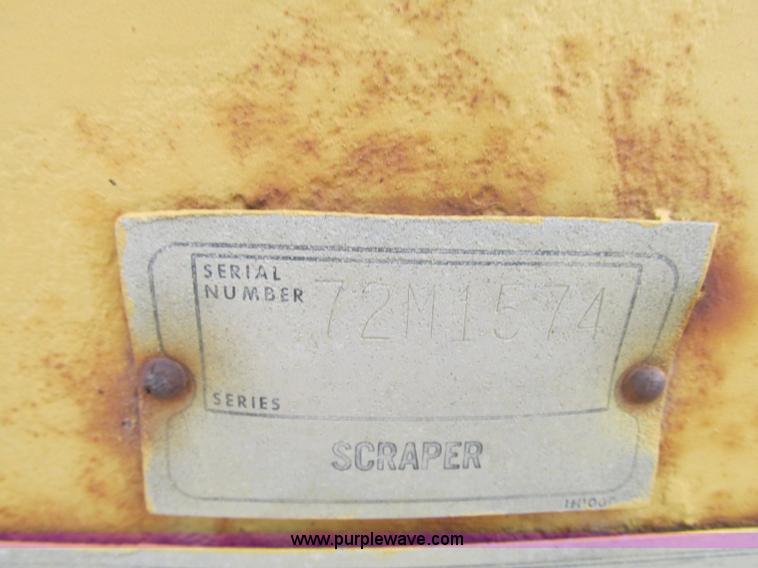 SERIAL
NUMBER 72M1574
SERIES
SCRAPER
www.purplewave.com